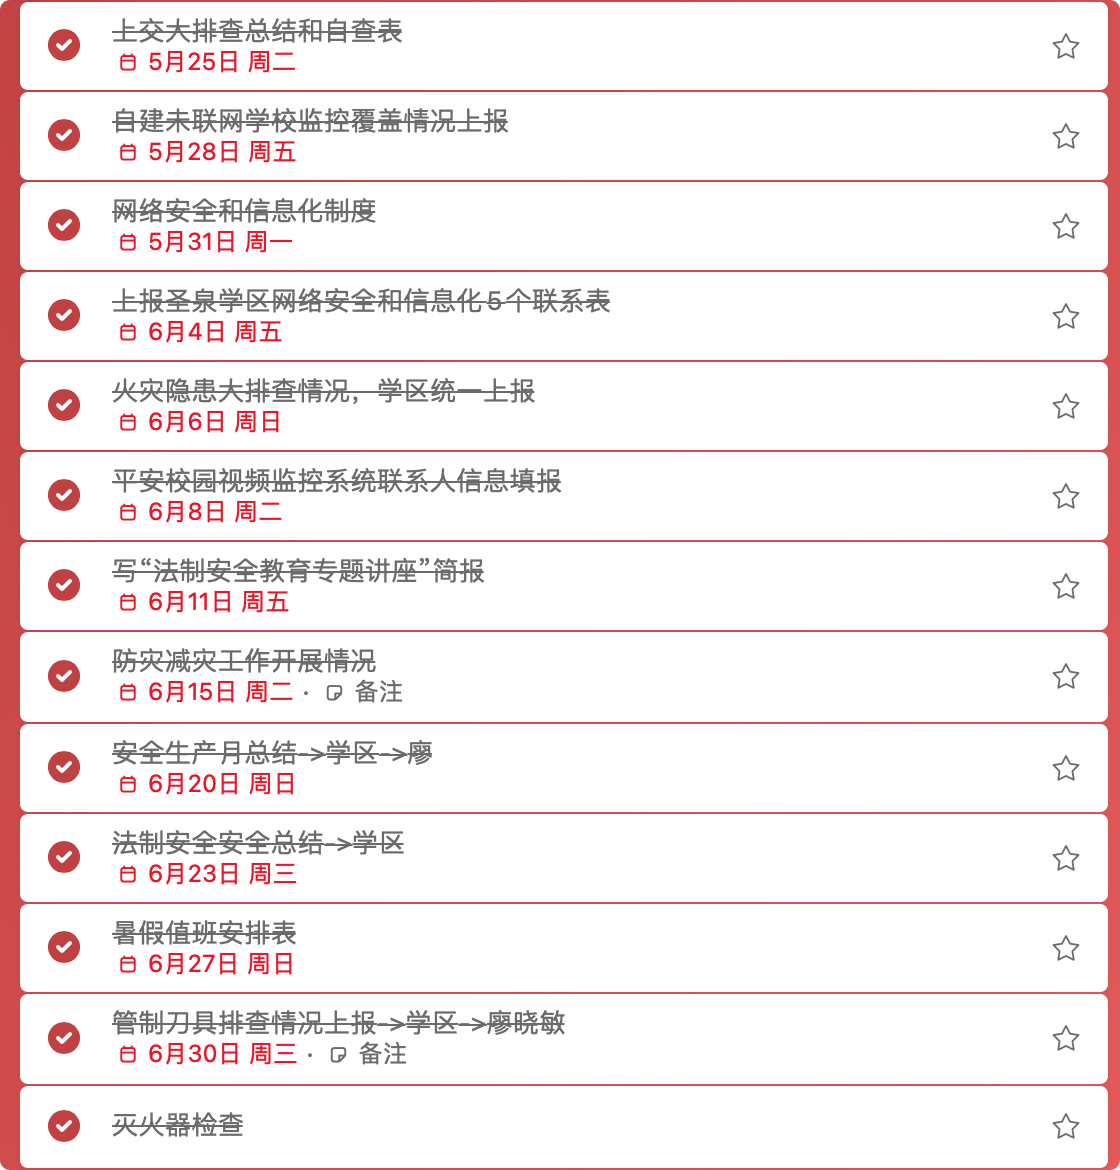 上交大排查总结和自查表
5月25日 周二
自建未联网学校监控覆盖情况上报
5月28日 周五
网络安全和信息化制度
5月31日 周一
上报圣泉学区网络安全和信息化5个联系表
6月4日 周五
火灾隐患大排查情况，学区统一上报
6月6日 周日
平安校园视频监控系统联系人信息填报
6月8日 周二
写“法制安全教育专题讲座”简报
6月11日 周五
防灾减灾工作开展情况
6月15日 周二 · 备注
安全生产月总结->学区->廖
6月20日 周日
法制安全安全总结->学区
6月23日 周三
暑假值班安排表
6月27日 周日
管制刀具排查情况上报->学区->廖晓敏
6月30日 周三 · 备注
灭火器检查